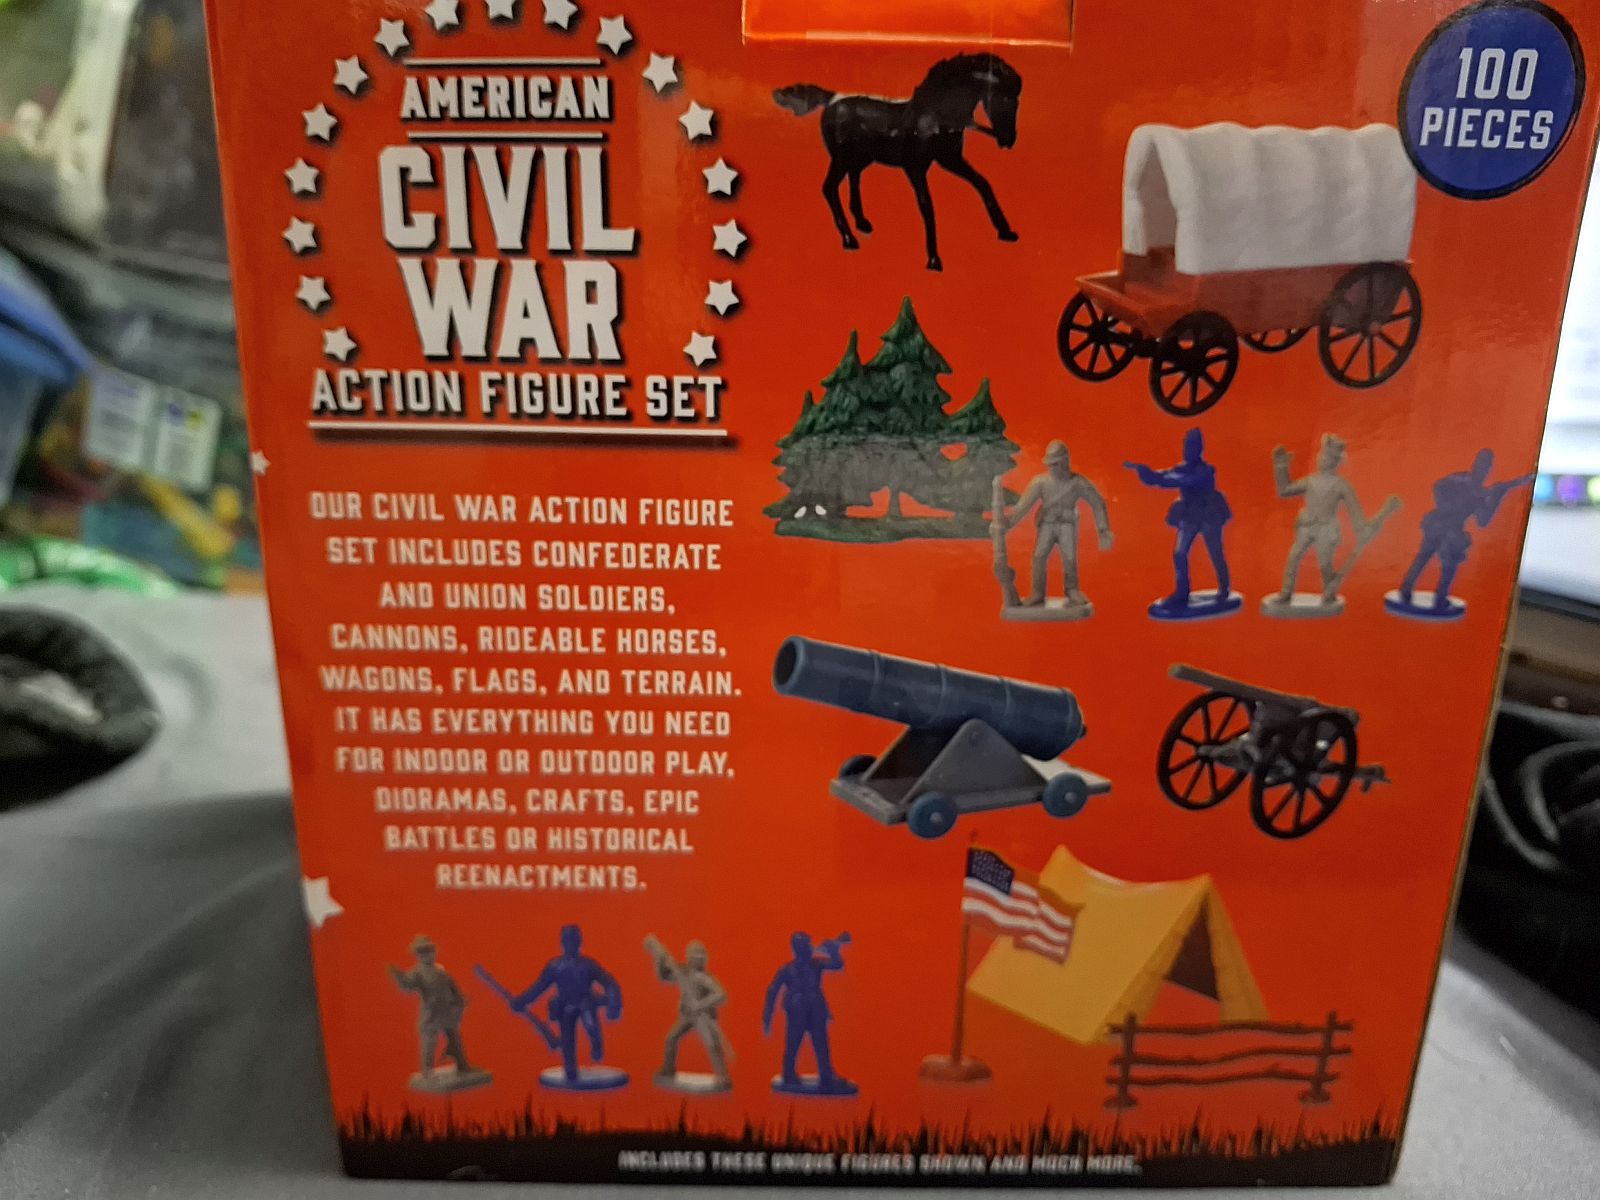 AMERICAN
CIVIL
WAR
ACTION FIGURE SET
100
PIECES
OUR CIVIL WAR ACTION FIGURE
SET INCLUDES CONFEDERATE
AND UNION SOLDIERS,
CANNONS, RIDEABLE HORSES,
WAGONS, FLAGS, AND TERRAIN.
IT HAS EVERYTHING YOU NEED
FOR INDOOR OR OUTDOOR PLAY,
DIORAMAS, CRAFTS, EPIC
BATTLES OR HISTORICAL
REENACTMENTS.
INCLUDES THESE UNIQUE FIGURES SHOWN AND MUCH MORE.